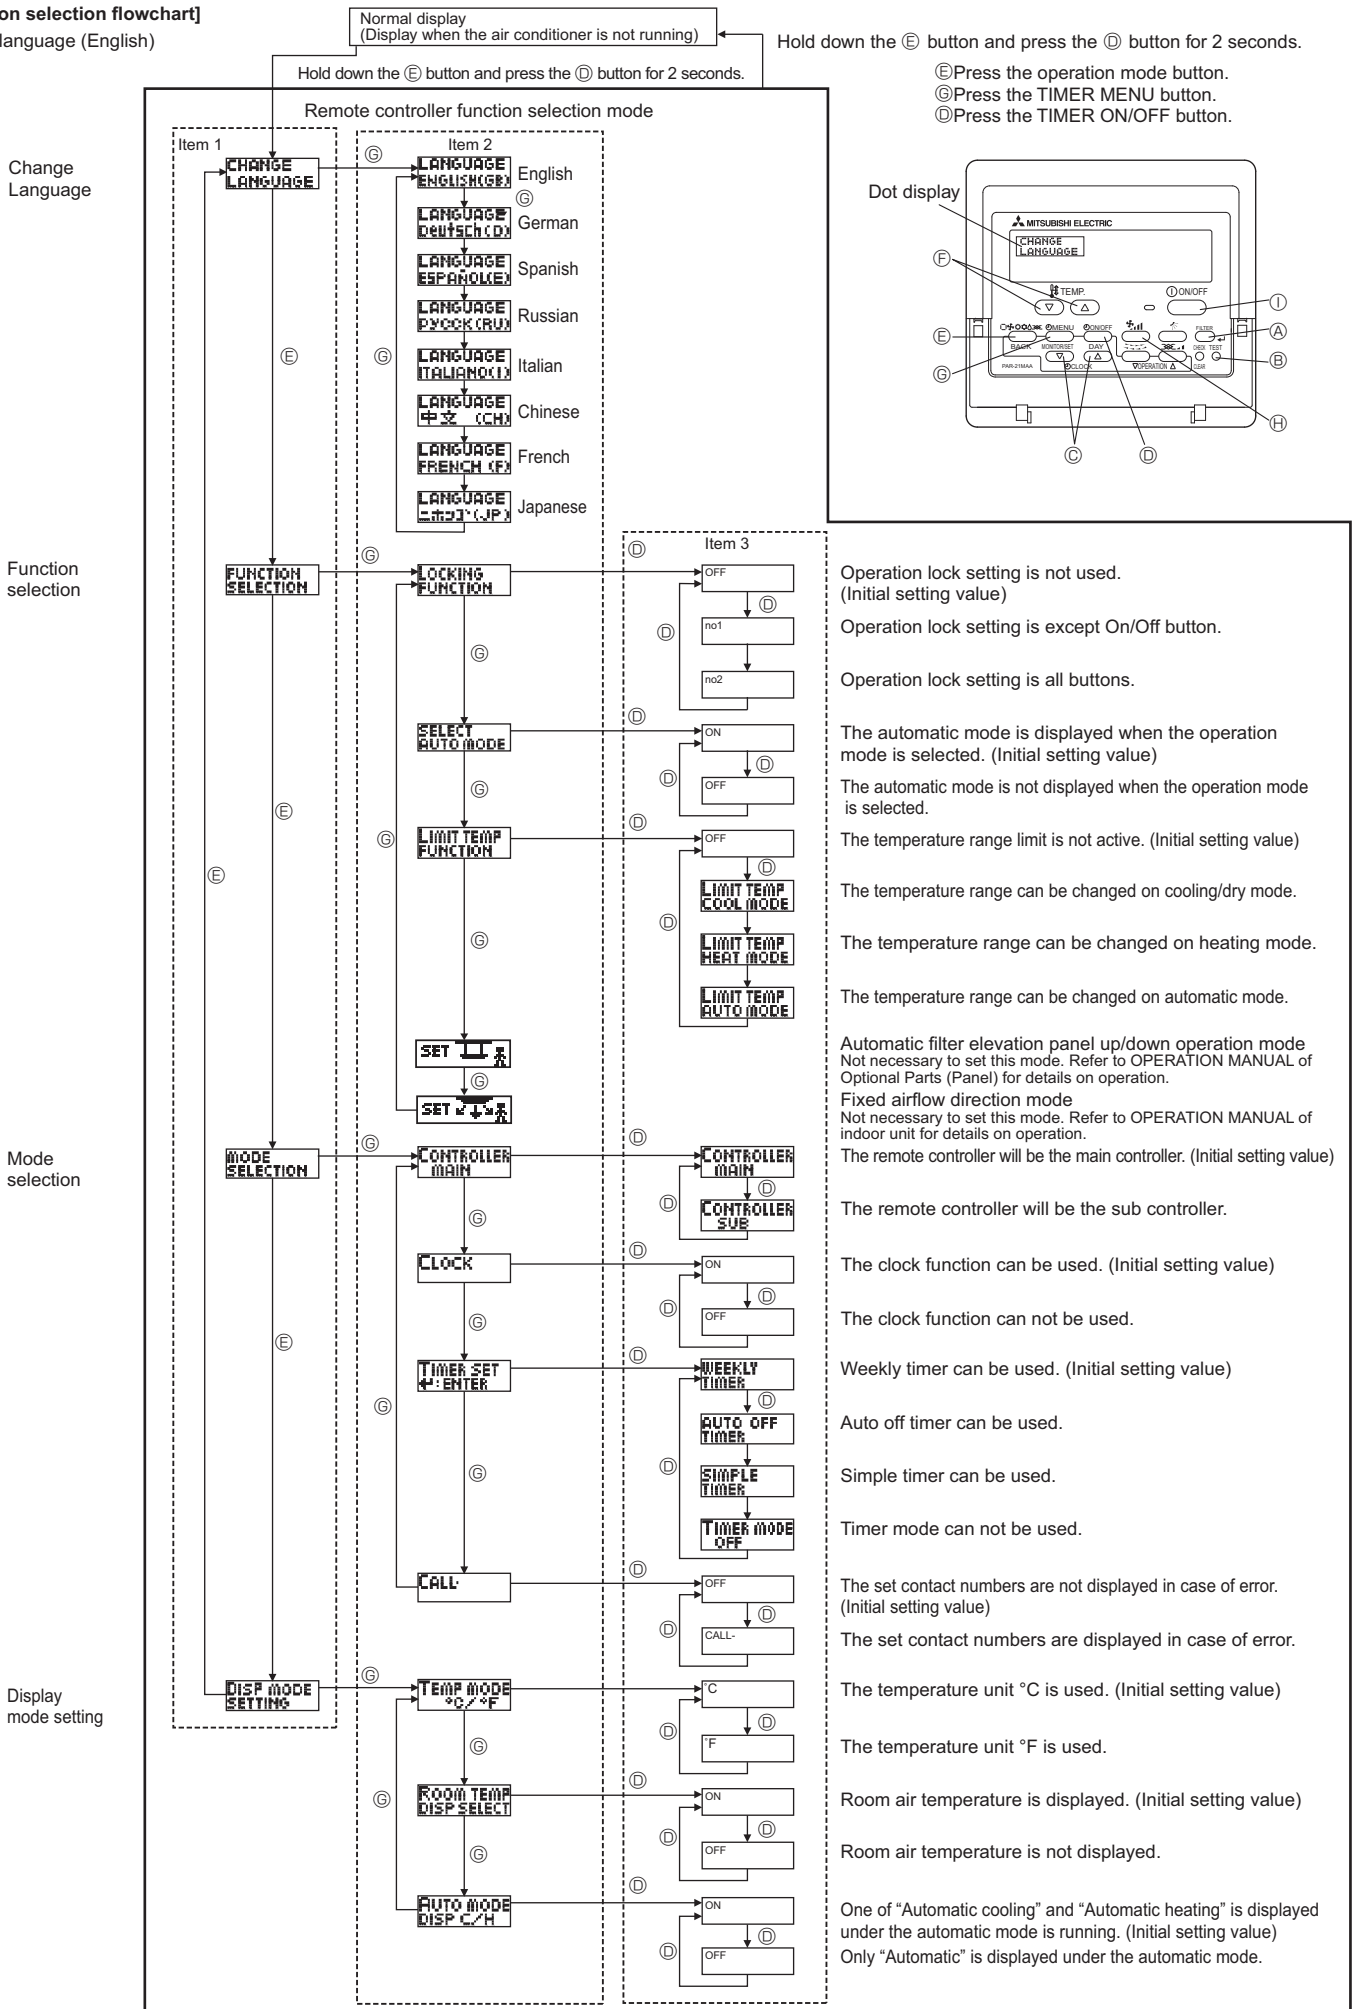 on selection flowchart]
language (English)
Normal display
(Display when the air conditioner is not running)
Hold down the Ⓔ button and press the Ⓓ button for 2 seconds.
Hold down the Ⓔ button and press the Ⓓ button for 2 seconds.
ⒺPress the operation mode button.
ⒼPress the TIMER MENU button.
ⒹPress the TIMER ON/OFF button.
Remote controller function selection mode
Item 1
Item 2
Change
Language
CHANGE
LANGUAGE
Ⓖ
LANGUAGE
ENGLISH(GB)
English
Ⓖ
LANGUAGE
Deutsch(D)
German
LANGUAGE
ESPAÑOL(E)
Spanish
LANGUAGE
РУССК(RU)
Russian
LANGUAGE
ITALIANO(I)
Italian
LANGUAGE
中文 (CH)
Chinese
LANGUAGE
FRENCH (F)
French
LANGUAGE
ニホンゴ(JP)
Japanese
Ⓔ
Ⓖ
Dot display
MITSUBISHI ELECTRIC
CHANGE
LANGUAGE
TEMP.
ON/OFF
MENU
ON/OFF
FILTER
BACK
MONITOR/SET
DAY
CHECK TEST
PAR-21MAA
CLOCK
▽OPERATION △
CLEAR
Ⓕ
Ⓔ
Ⓖ
Ⓘ
Ⓐ
Ⓑ
Ⓗ
Ⓒ
Ⓓ
Item 3
Function
selection
FUNCTION
SELECTION
Ⓖ
LOCKING
FUNCTION
Ⓓ
OFF
Operation lock setting is not used.
(Initial setting value)
Ⓓ
Ⓓ
no1
Operation lock setting is except On/Off button.
Ⓖ
no2
Operation lock setting is all buttons.
SELECT
AUTO MODE
Ⓓ
ON
The automatic mode is displayed when the operation
mode is selected. (Initial setting value)
Ⓓ
Ⓓ
OFF
The automatic mode is not displayed when the operation mode
is selected.
Ⓖ
Ⓔ
Ⓖ
LIMIT TEMP
FUNCTION
Ⓓ
OFF
The temperature range limit is not active. (Initial setting value)
Ⓓ
Ⓔ
LIMIT TEMP
COOL MODE
The temperature range can be changed on cooling/dry mode.
Ⓓ
Ⓖ
LIMIT TEMP
HEAT MODE
The temperature range can be changed on heating mode.
LIMIT TEMP
AUTO MODE
The temperature range can be changed on automatic mode.
SET
Automatic filter elevation panel up/down operation mode
Not necessary to set this mode. Refer to OPERATION MANUAL of
Optional Parts (Panel) for details on operation.
Ⓖ
SET
Fixed airflow direction mode
Not necessary to set this mode. Refer to OPERATION MANUAL of
indoor unit for details on operation.
Mode
selection
MODE
SELECTION
Ⓖ
CONTROLLER
MAIN
Ⓓ
CONTROLLER
MAIN
The remote controller will be the main controller. (Initial setting value)
Ⓓ
Ⓓ
CONTROLLER
SUB
The remote controller will be the sub controller.
Ⓖ
CLOCK
Ⓓ
ON
The clock function can be used. (Initial setting value)
Ⓓ
Ⓓ
OFF
The clock function can not be used.
Ⓖ
Ⓔ
TIMER SET
↵:ENTER
Ⓓ
WEEKLY
TIMER
Weekly timer can be used. (Initial setting value)
Ⓓ
Ⓖ
AUTO OFF
TIMER
Auto off timer can be used.
Ⓓ
Ⓖ
SIMPLE
TIMER
Simple timer can be used.
TIMER MODE
OFF
Timer mode can not be used.
CALL-
Ⓓ
OFF
The set contact numbers are not displayed in case of error.
(Initial setting value)
Ⓓ
Ⓓ
CALL-
The set contact numbers are displayed in case of error.
Display
mode setting
DISP MODE
SETTING
Ⓖ
TEMP MODE
°C/°F
°C
The temperature unit °C is used. (Initial setting value)
Ⓓ
Ⓓ
°F
The temperature unit °F is used.
Ⓖ
Ⓖ
ROOM TEMP
DISP SELECT
Ⓓ
ON
Room air temperature is displayed. (Initial setting value)
Ⓓ
Ⓓ
OFF
Room air temperature is not displayed.
Ⓖ
AUTO MODE
DISP C/H
Ⓓ
ON
One of “Automatic cooling” and “Automatic heating” is displayed
under the automatic mode is running. (Initial setting value)
Ⓓ
Ⓓ
OFF
Only “Automatic” is displayed under the automatic mode.